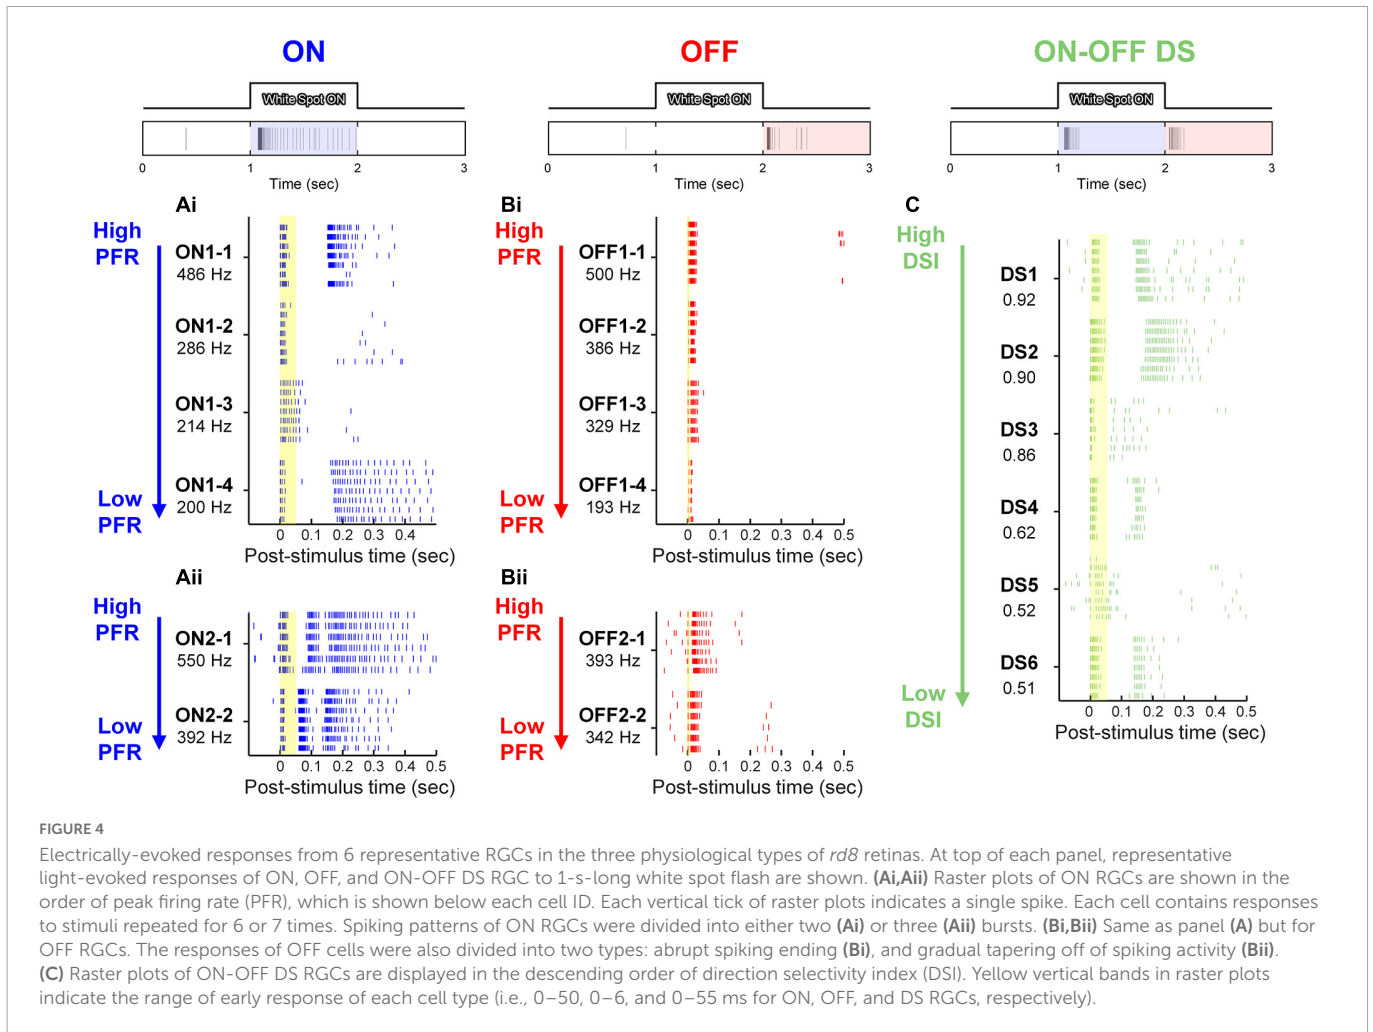 ON
White Spot ON
0 1 2 3
Time (sec)
OFF
White Spot ON
0 1 2 3
Time (sec)
ON-OFF DS
White Spot ON
0 1 2 3
Time (sec)
Ai
High
PFR
ON1-1
486 Hz
ON1-2
286 Hz
ON1-3
214 Hz
ON1-4
200 Hz
Low
PFR
0 0.1 0.2 0.3 0.4
Post-stimulus time (sec)
Aii
High
PFR
ON2-1
550 Hz
ON2-2
392 Hz
Low
PFR
0 0.1 0.2 0.3 0.4 0.5
Post-stimulus time (sec)
Bi
High
PFR
OFF1-1
500 Hz
OFF1-2
386 Hz
OFF1-3
329 Hz
OFF1-4
193 Hz
Low
PFR
0 0.1 0.2 0.3 0.4 0.5
Post-stimulus time (sec)
Bii
High
PFR
OFF2-1
393 Hz
OFF2-2
342 Hz
Low
PFR
0 0.1 0.2 0.3 0.4 0.5
Post-stimulus time (sec)
C
High
DSI
DS1
0.92
DS2
0.90
DS3
0.86
DS4
0.62
DS5
0.52
DS6
0.51
Low
DSI
0 0.1 0.2 0.3 0.4 0.5
Post-stimulus time (sec)
FIGURE 4
Electrically-evoked responses from 6 representative RGCs in the three physiological types of rd8 retinas. At top of each panel, representative
light-evoked responses of ON, OFF, and ON-OFF DS RGC to 1-s-long white spot flash are shown. (Ai,Aii) Raster plots of ON RGCs are shown in the
order of peak firing rate (PFR), which is shown below each cell ID. Each vertical tick of raster plots indicates a single spike. Each cell contains responses
to stimuli repeated for 6 or 7 times. Spiking patterns of ON RGCs were divided into either two (Ai) or three (Aii) bursts. (Bi,Bii) Same as panel (A) but for
OFF RGCs. The responses of OFF cells were also divided into two types: abrupt spiking ending (Bi), and gradual tapering off of spiking activity (Bii).
(C) Raster plots of ON-OFF DS RGCs are displayed in the descending order of direction selectivity index (DSI). Yellow vertical bands in raster plots
indicate the range of early response of each cell type (i.e., 0–50, 0–6, and 0–55 ms for ON, OFF, and DS RGCs, respectively).